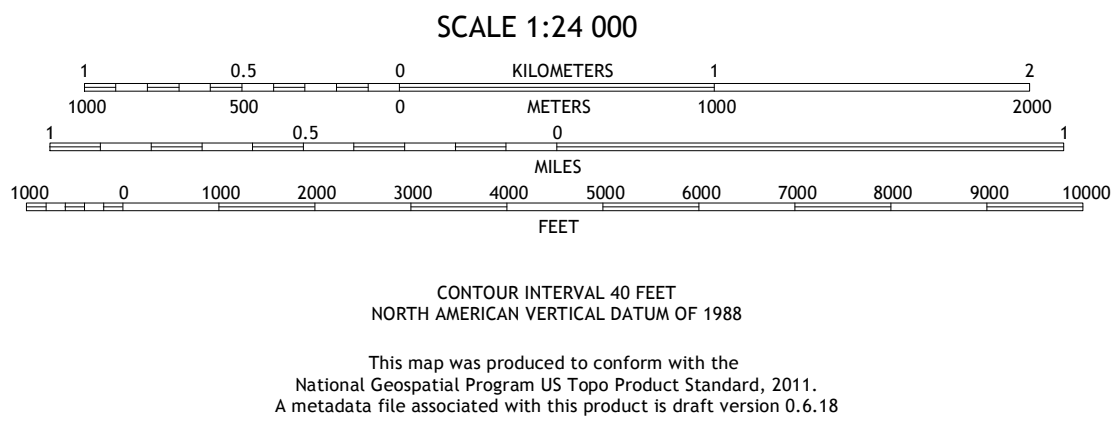 SCALE 1:24 000
1 0.5 0 KILOMETERS 1 2
1000 500 0 METERS 1000 2000
1 0.5 0 1
MILES
1000 0 1000 2000 3000 4000 5000 6000 7000 8000 9000 10000
FEET
CONTOUR INTERVAL 40 FEET
NORTH AMERICAN VERTICAL DATUM OF 1988
This map was produced to conform with the
National Geospatial Program US Topo Product Standard, 2011.
A metadata file associated with this product is draft version 0.6.18